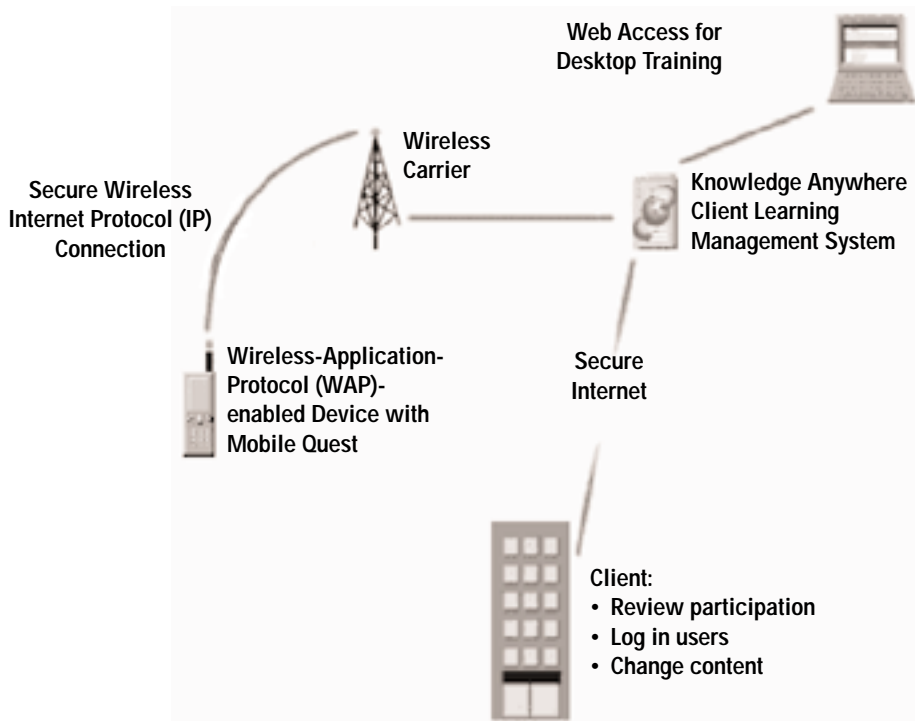 Web Access for
Desktop Training
Wireless
Carrier
Secure Wireless
Internet Protocol (IP)
Connection
Knowledge Anywhere
Client Learning
Management System
Wireless-Application-
Protocol (WAP)-
enabled Device with
Mobile Quest
Secure
Internet
Client:
• Review participation
• Log in users
• Change content